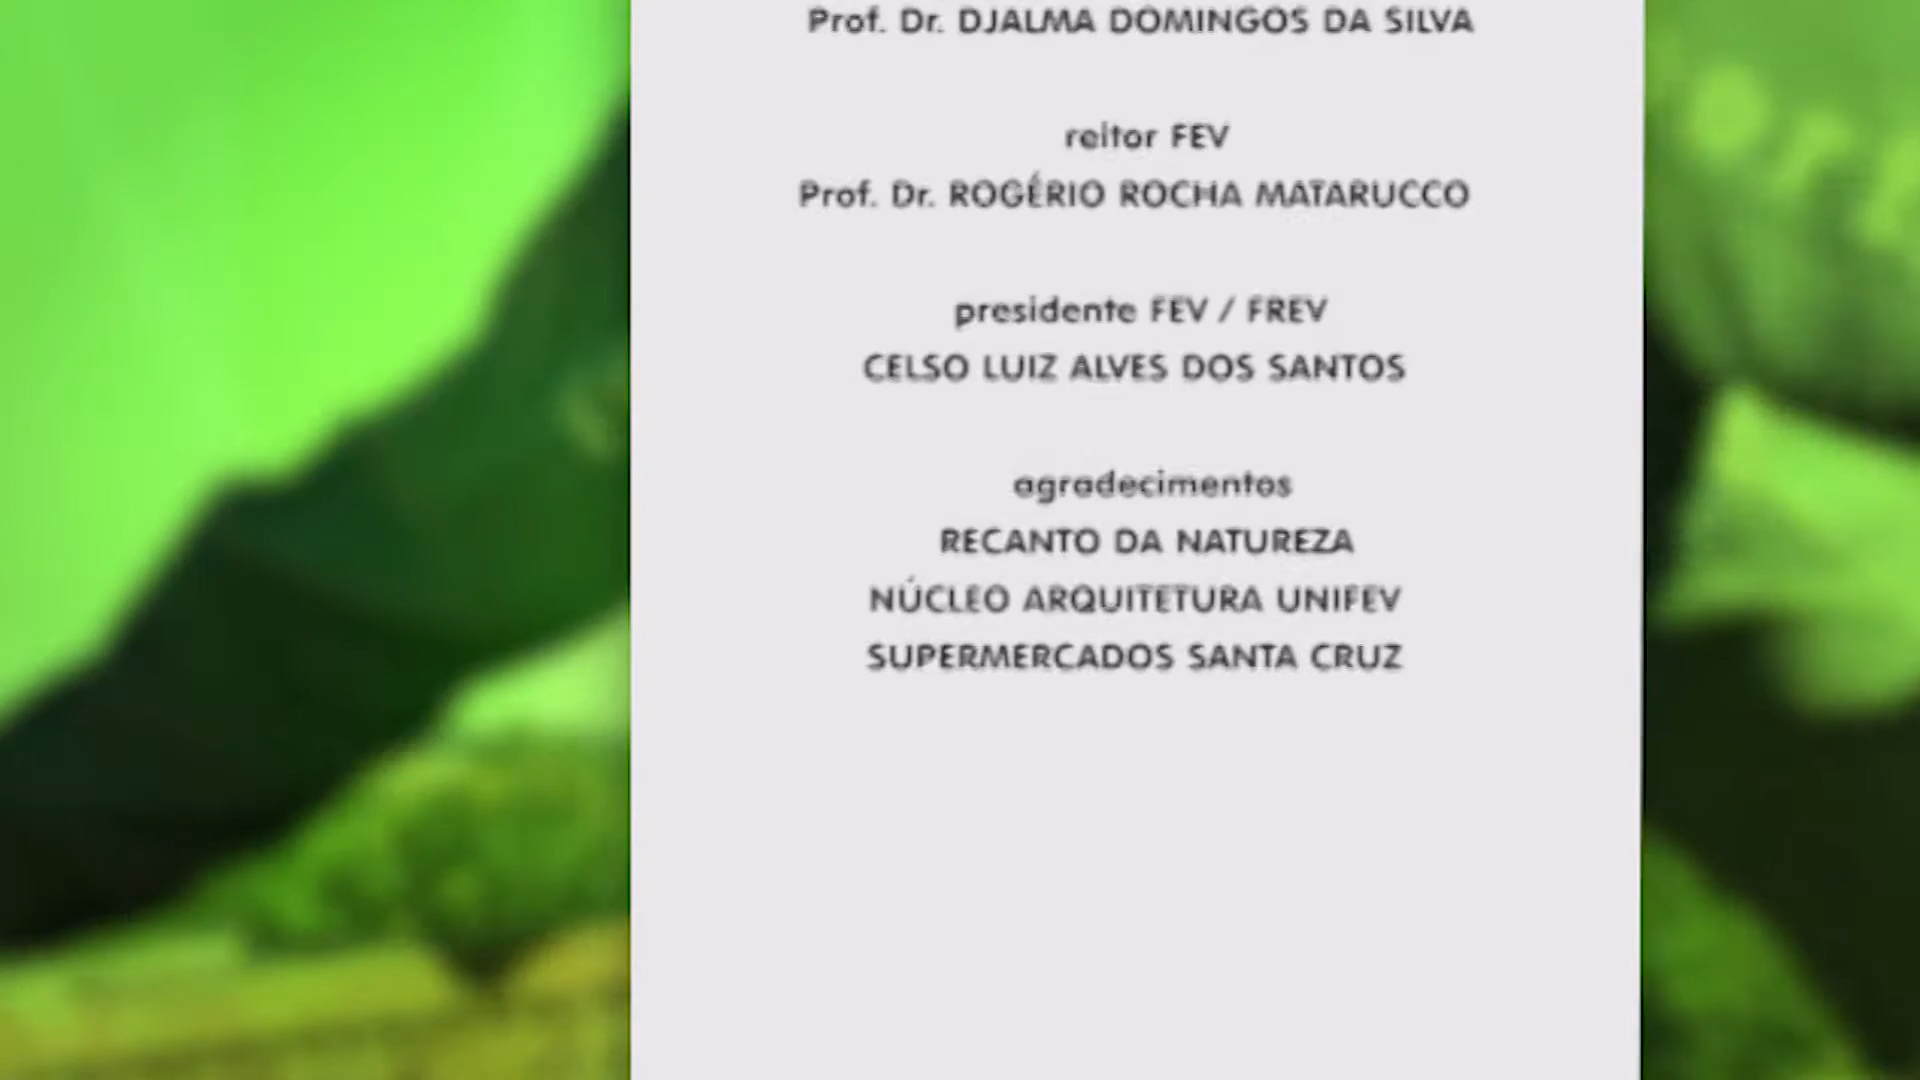 Prof. Dr. DJALMA DOMINGOS DA SILVA
reitor FEV
Prof. Dr. ROGÉRIO ROCHA MATARUCCO
presidente FEV / FREV
CELSO LUIZ ALVES DOS SANTOS
agradecimentos
RECANTO DA NATUREZA
NÚCLEO ARQUITETURA UNIFEV
SUPERMERCADOS SANTA CRUZ